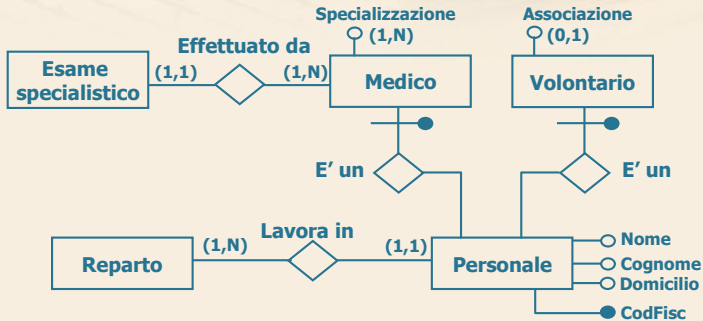 Specializzazione
Associazione
Effettuato da
(1,N)
(0,1)
Esame
specialistico
(1,1)
(1,N)
Medico
Volontario
E’ un
E’ un
Lavora in
Reparto
(1,N)
(1,1)
Personale
Nome
Cognome
Domicilio
CodFisc